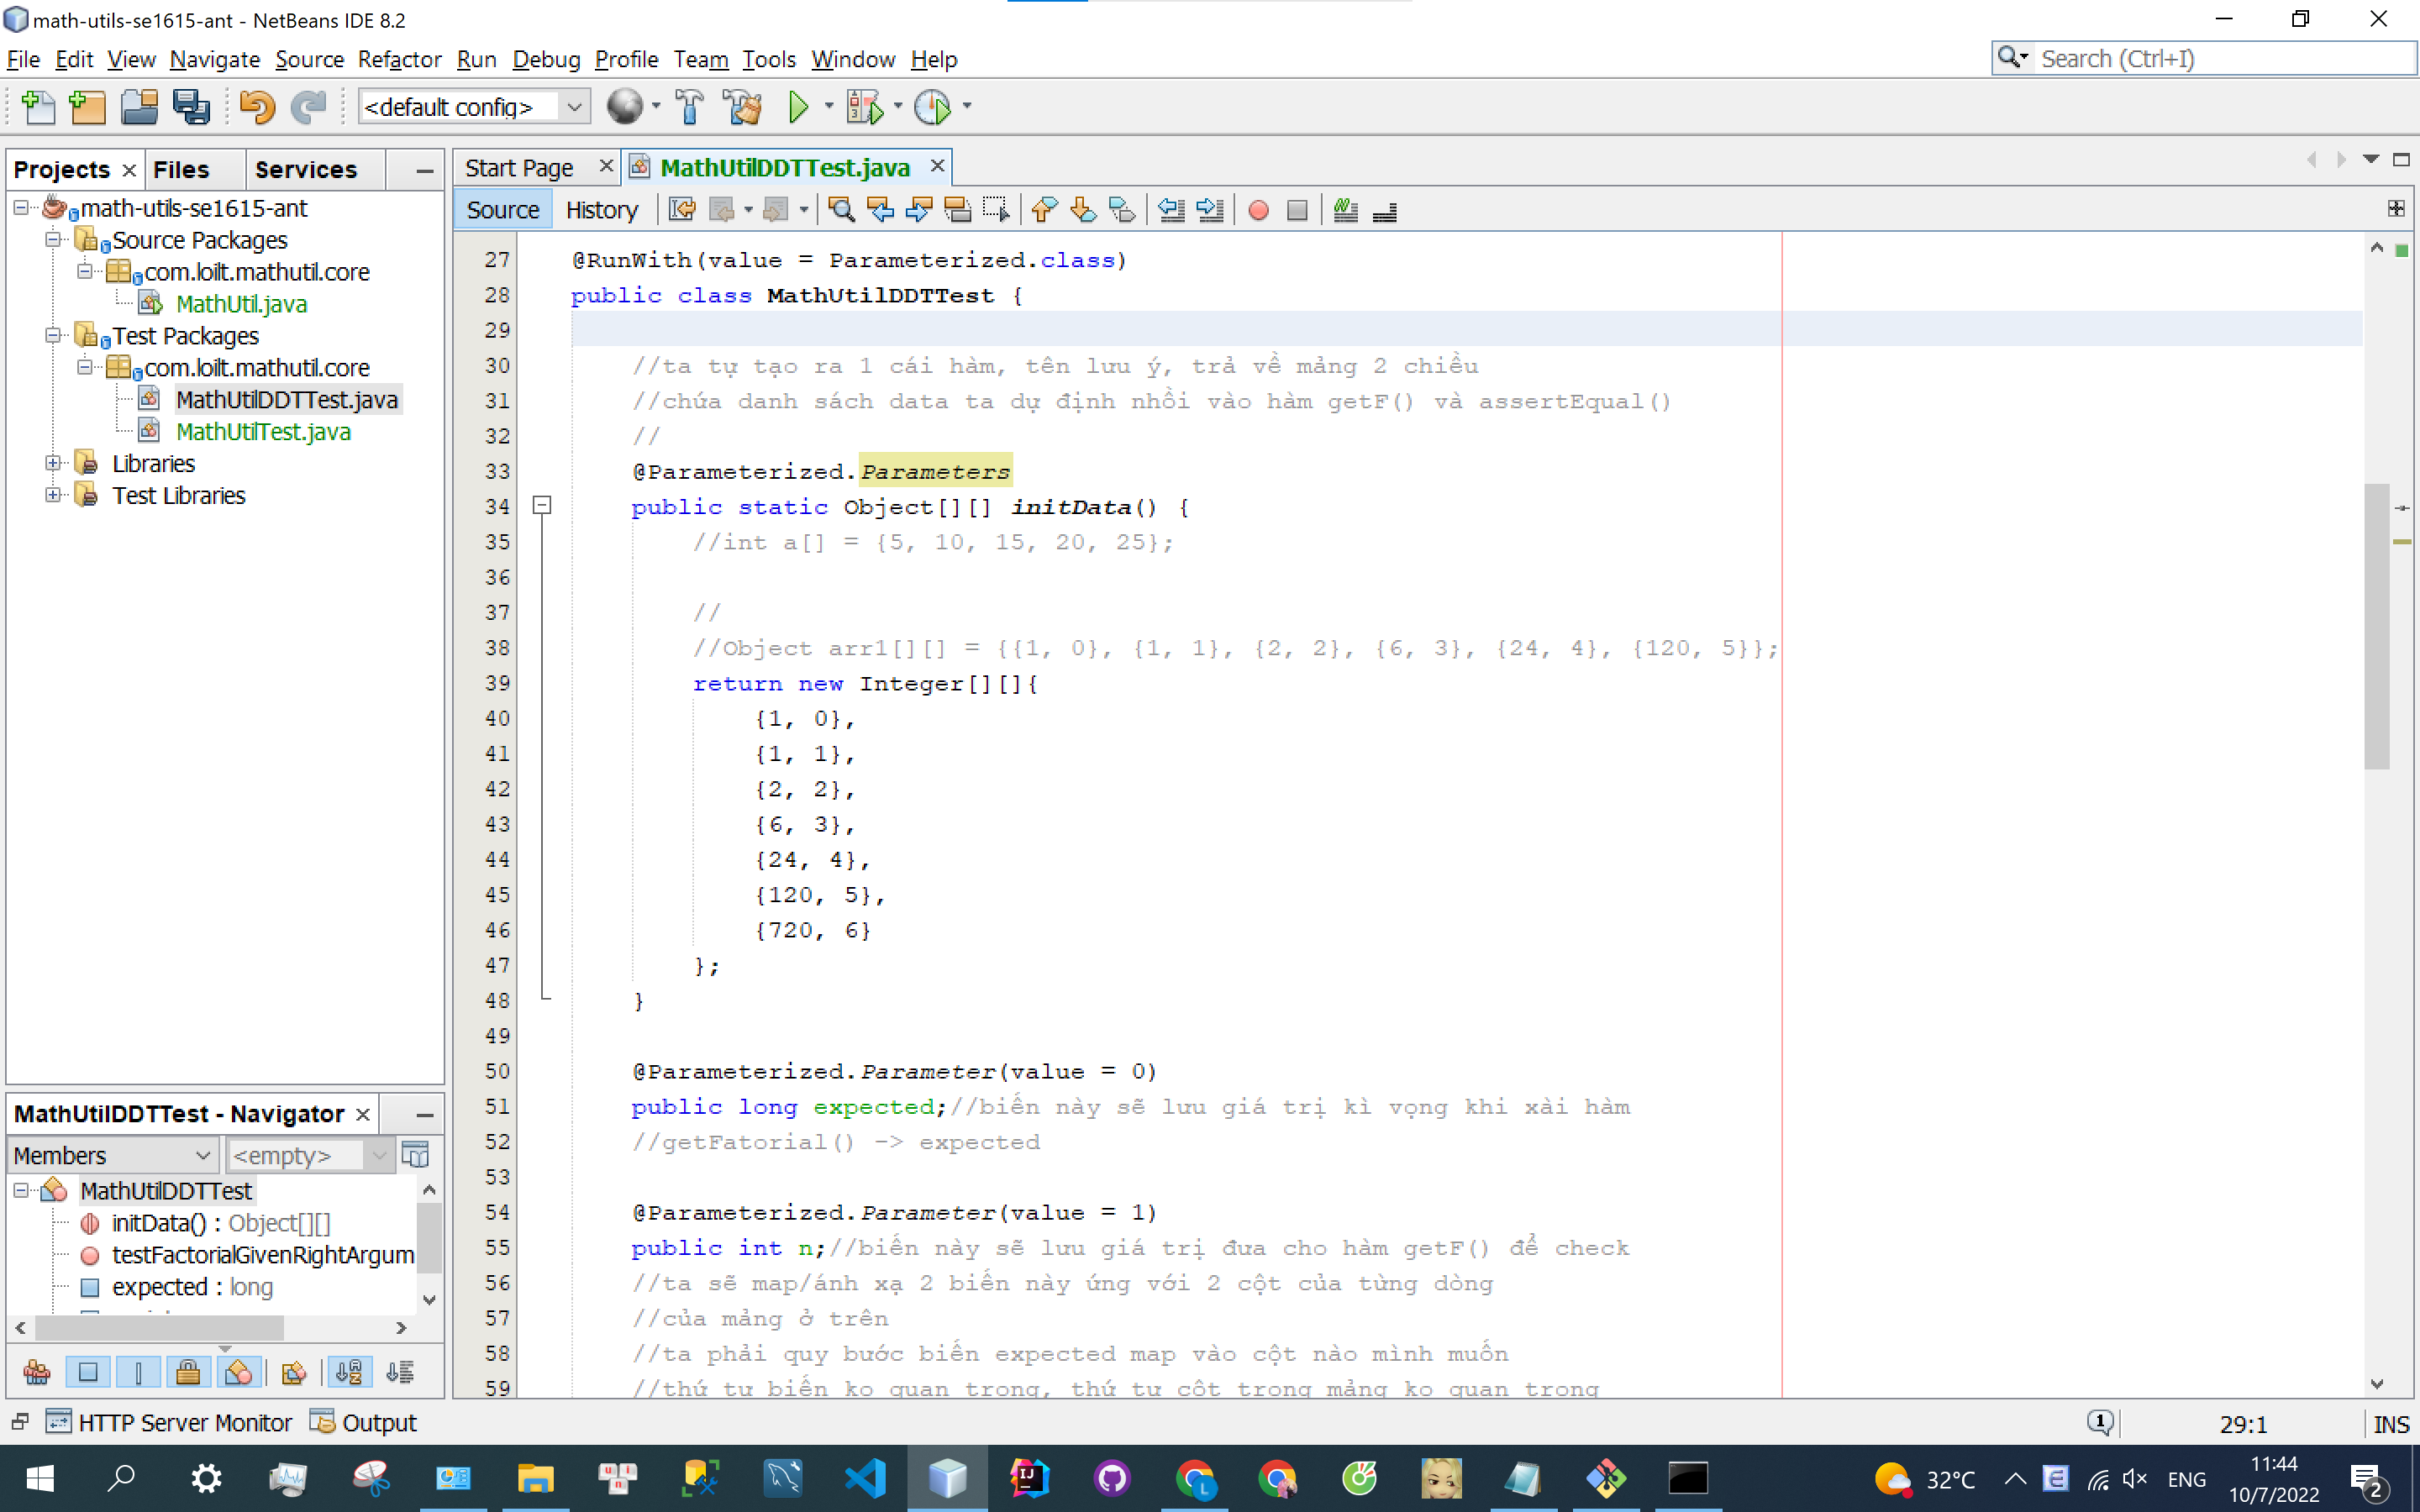 math-utils-se1615-ant - NetBeans IDE 8.2
File Edit View Navigate Source Refactor Run Debug Profile Team Tools Window Help
Search (Ctrl+I)
<default config>
Projects Files Services
Start Page MathUtilDDTTest.java
Source History
math-utils-se1615-ant
Source Packages
com.loilt.mathutil.core
MathUtil.java
Test Packages
com.loilt.mathutil.core
MathUtilDDTTest.java
MathUtilTest.java
Libraries
Test Libraries
27 @RunWith(value = Parameterized.class)
28 public class MathUtilDDTTest {
29
30 //ta tự tạo ra 1 cái hàm, tên lưu ý, trả về mảng 2 chiều
31 //chứa danh sách data ta dự định nhồi vào hàm getF() và assertEqual()
32 //
33 @Parameterized.Parameters
34 public static Object[][] initData() {
35 //int a[] = {5, 10, 15, 20, 25};
36
37 //
38 //Object arr1[][] = {{1, 0}, {1, 1}, {2, 2}, {6, 3}, {24, 4}, {120, 5}};
39 return new Integer[][]{
40 {1, 0},
41 {1, 1},
42 {2, 2},
43 {6, 3},
44 {24, 4},
45 {120, 5},
46 {720, 6}
47 };
48 }
49
50 @Parameterized.Parameter(value = 0)
51 public long expected;//biến này sẽ lưu giá trị kì vọng khi xài hàm
52 //getFatorial() -> expected
53
54 @Parameterized.Parameter(value = 1)
55 public int n;//biến này sẽ lưu giá trị đưa cho hàm getF() để check
56 //ta sẽ map/ánh xạ 2 biến này ứng với 2 cột của từng dòng
57 //của mảng ở trên
58 //ta phải quy bước biến expected map vào cột nào mình muốn
59 //thứ tự biến ko quan trọng, thứ tự cột trong mảng ko quan trọng
MathUtilDDTTest - Navigator
Members <empty>
MathUtilDDTTest
initData() : Object[][]
testFactorialGivenRightArgum
expected : long
HTTP Server Monitor Output
1 29:1 INS
32°C ENG 11:44
10/7/2022 2